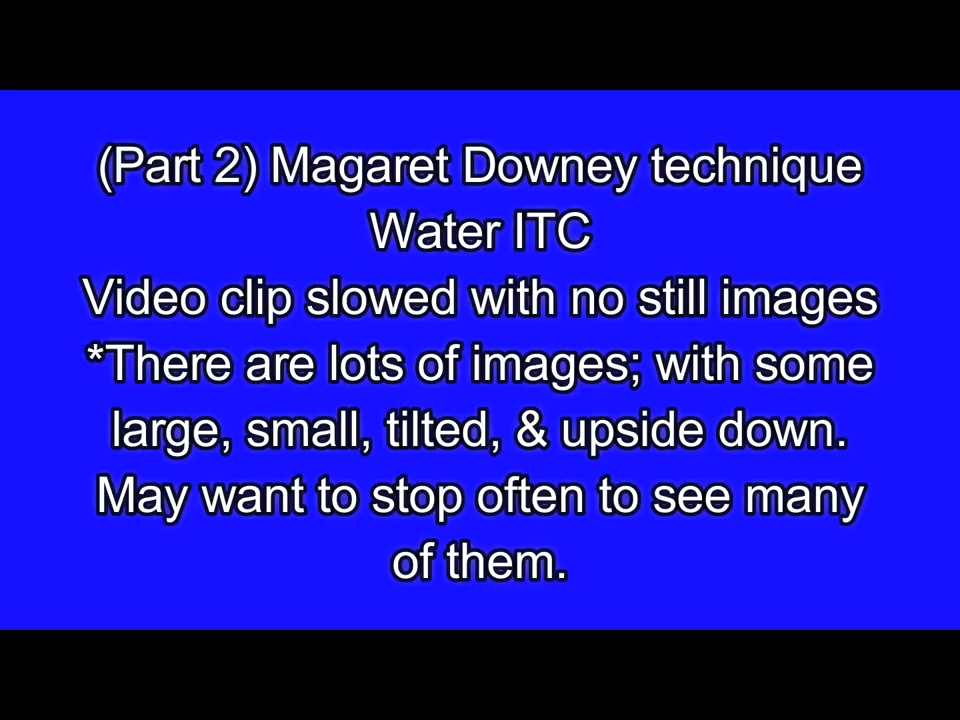 (Part 2) Magaret Downey technique
Water ITC
Video clip slowed with no still images
*There are lots of images; with some
large, small, tilted, & upside down.
May want to stop often to see many
of them.